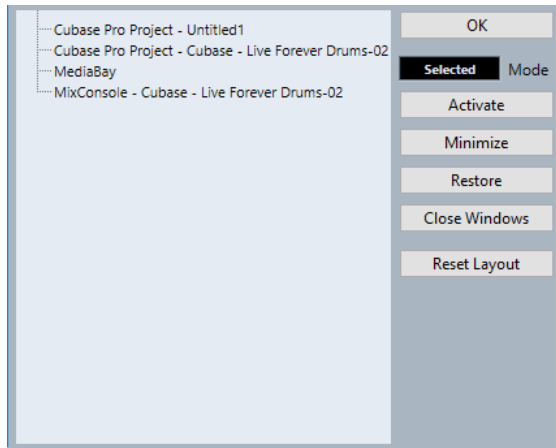 Cubase Pro Project - Untitled1
Cubase Pro Project - Cubase - Live Forever Drums-02
MediaBay
MixConsole - Cubase - Live Forever Drums-02
OK
Selected Mode
Activate
Minimize
Restore
Close Windows
Reset Layout